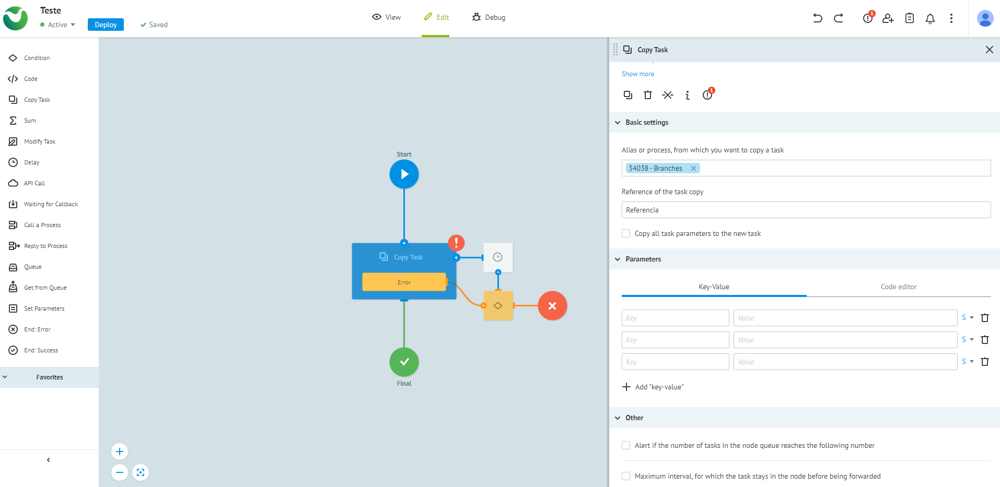 Teste
Active
Deploy
Saved
View
Edit
Debug
1
Condition
Code
Copy Task
Sum
Modify Task
Delay
API Call
Waiting for Callback
Call a Process
Reply to Process
Queue
Get from Queue
Set Parameters
End: Error
End: Success
Favorites
Start
Copy Task
Error
Final
Copy Task
Show more
1
Basic settings
Alias or process, from which you want to copy a task
34038 - Branches
Reference of the task copy
Referencia
Copy all task parameters to the new task
Parameters
Key-Value
Code editor
Key Value S
Key Value S
Key Value S
Add "key-value"
Other
Alert if the number of tasks in the node queue reaches the following number
Maximum interval, for which the task stays in the node before being forwarded